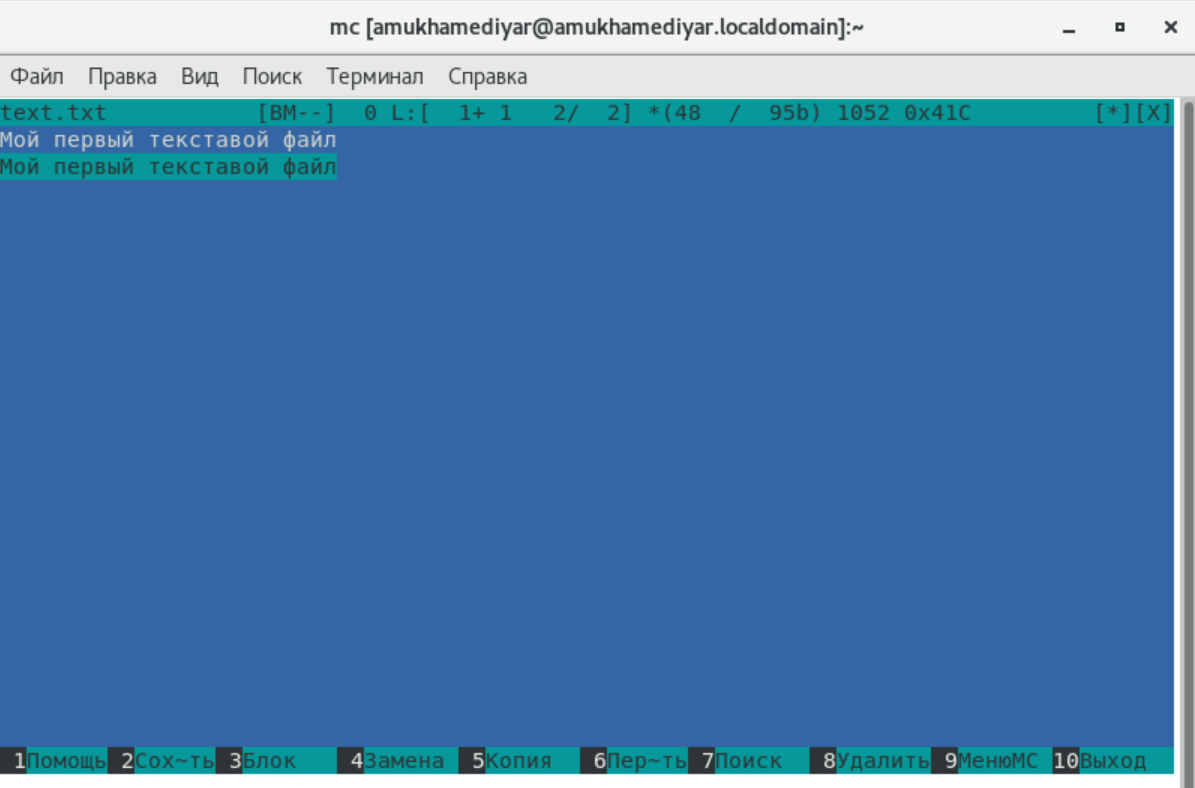 mc [amukhamediyar@amukhamediyar.localdomain]:~
Файл Правка Вид Поиск Терминал Справка
text.txt [BM--] 0 L:[ 1+ 1 2/ 2] *(48 / 95b) 1052 0x41C [*][X]
Мой первый текставой файл
Мой первый текставой файл
1Помощь 2Сох~ть 3Блок 4Замена 5Копия 6Пер~ть 7Поиск 8Удалить 9МенюMC 10Выход